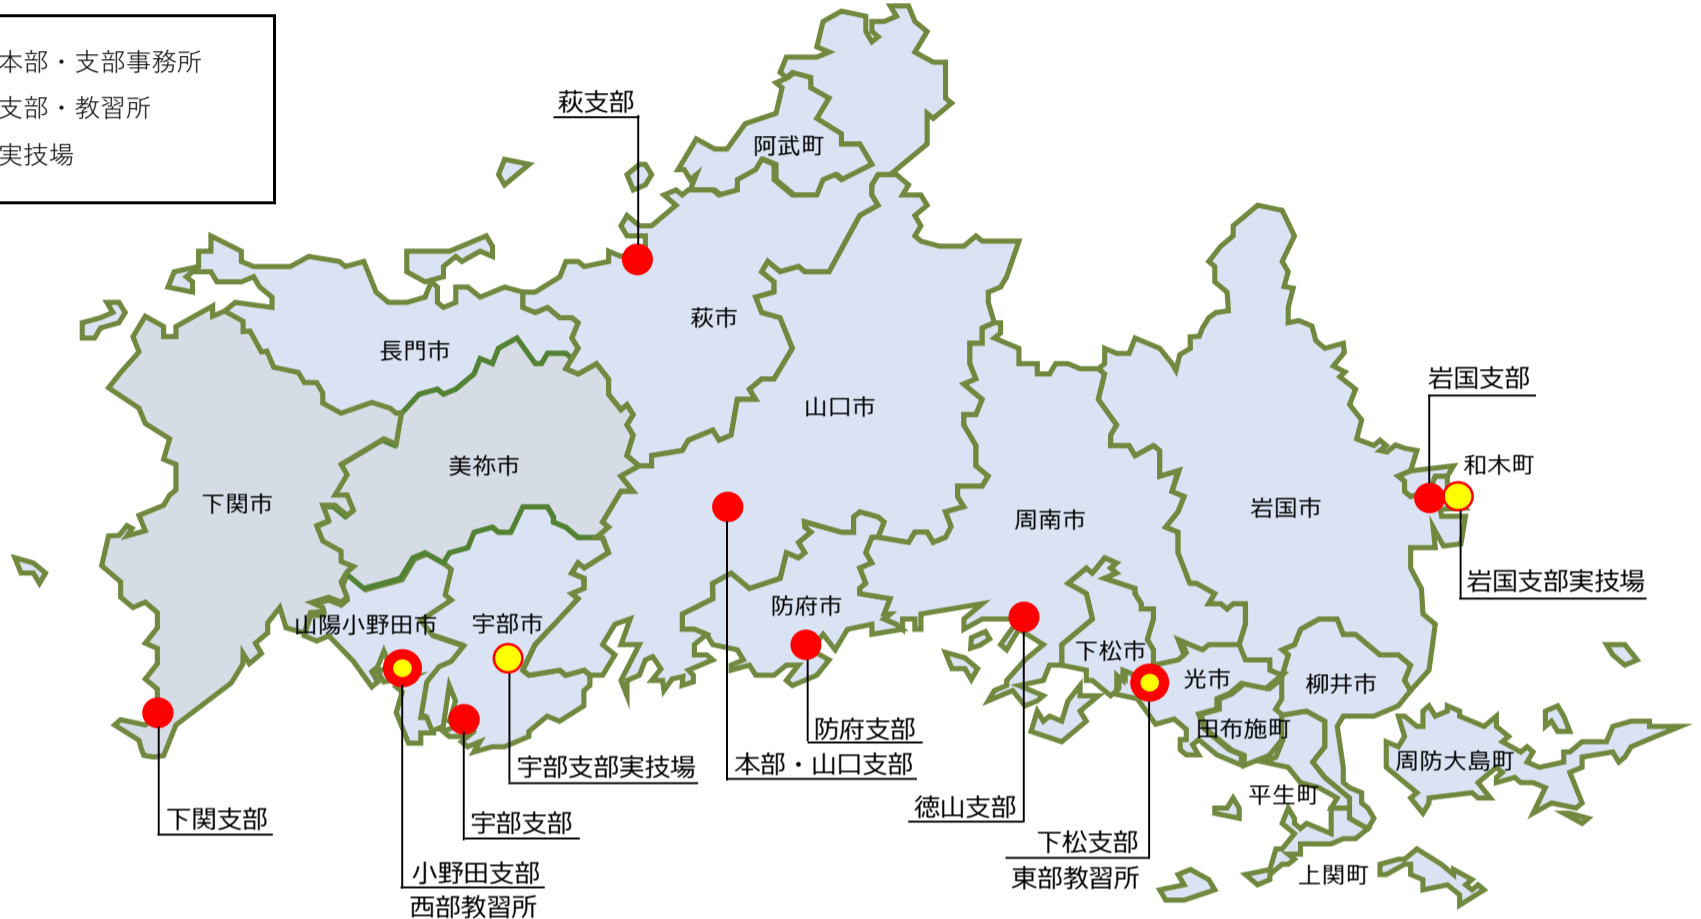 本部・支部事務所
支部・教習所
実技場
萩支部
阿武町
萩市
長門市
山口市
岩国支部
美祢市
和木町
下関市
周南市
岩国市
岩国支部実技場
防府市
山陽小野田市
宇部市
下松市
光市
柳井市
防府支部
田布施町
本部・山口支部
宇部支部実技場
周防大島町
平生町
徳山支部
下関支部
宇部支部
下松支部
東部教習所
小野田支部
西部教習所
上関町